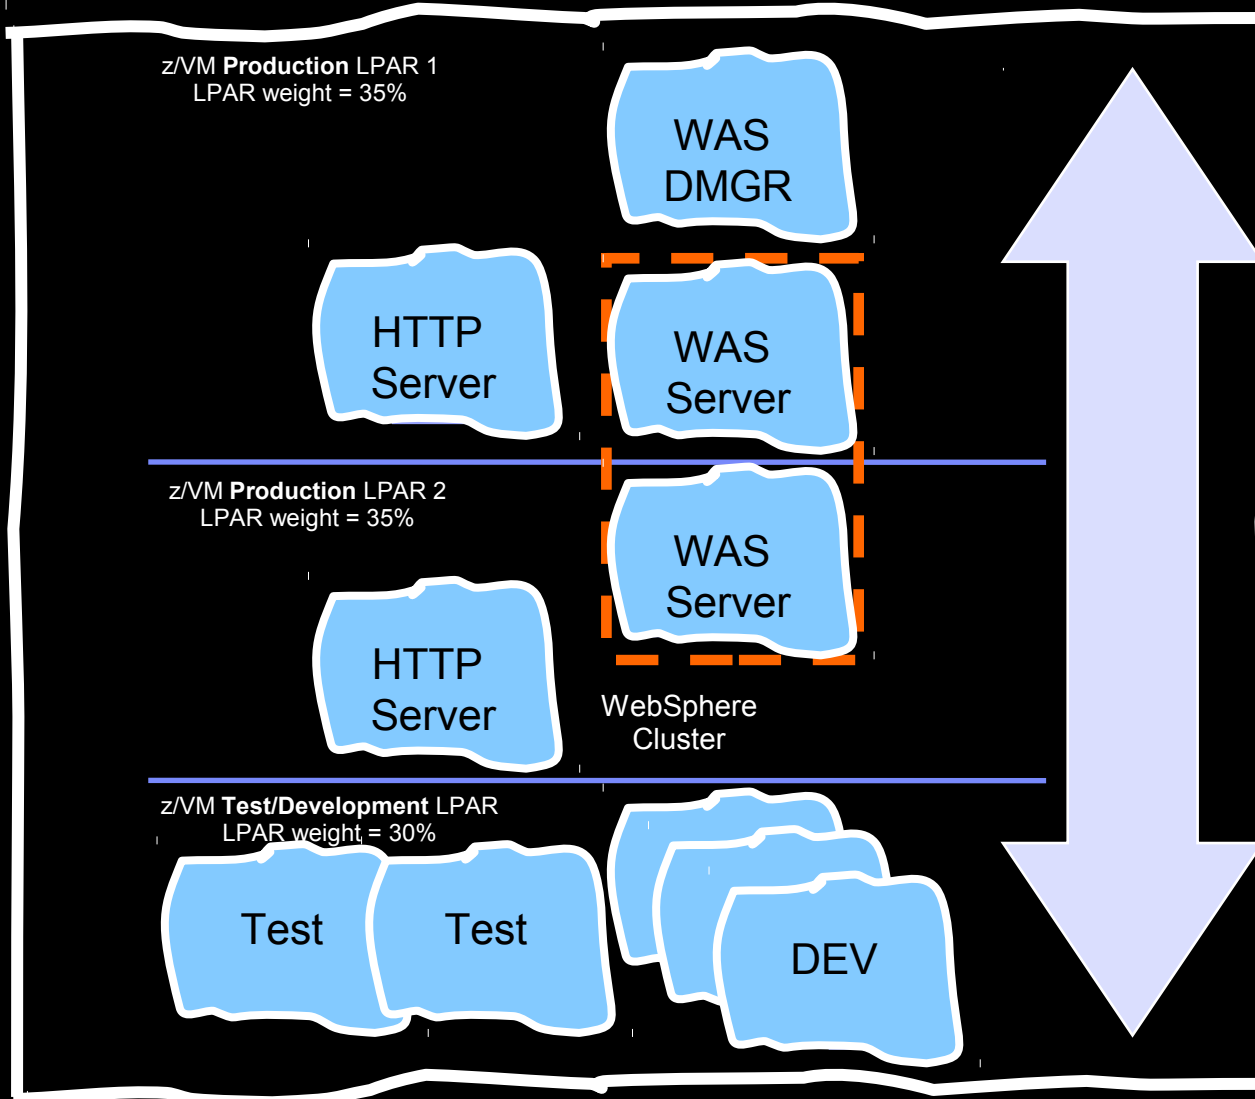 z/VM Production LPAR 1
LPAR weight = 35%
WAS
DMGR
HTTP
Server
WAS
Server
z/VM Production LPAR 2
LPAR weight = 35%
WAS
Server
HTTP
Server
WebSphere
Cluster
z/VM Test/Development LPAR
LPAR weight = 30%
Test
Test
DEV